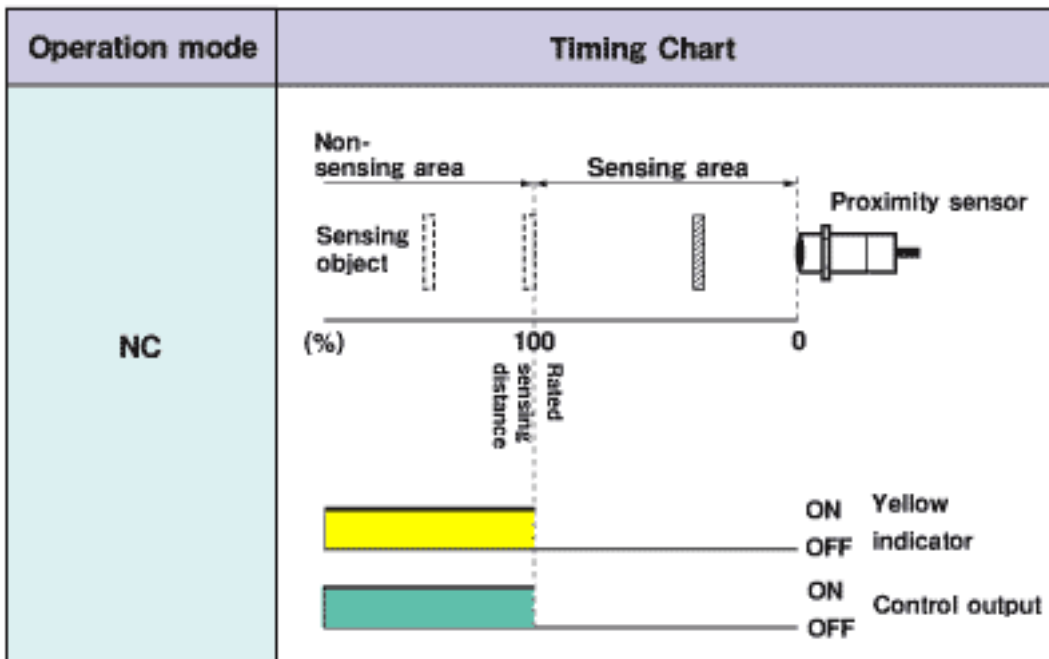 Operation mode
Timing Chart
NC
Non-
sensing area
Sensing area
Proximity sensor
Sensing
object
(%)
100
0
Rated
sensing
distance
ON
OFF
Yellow
indicator
ON
OFF
Control output